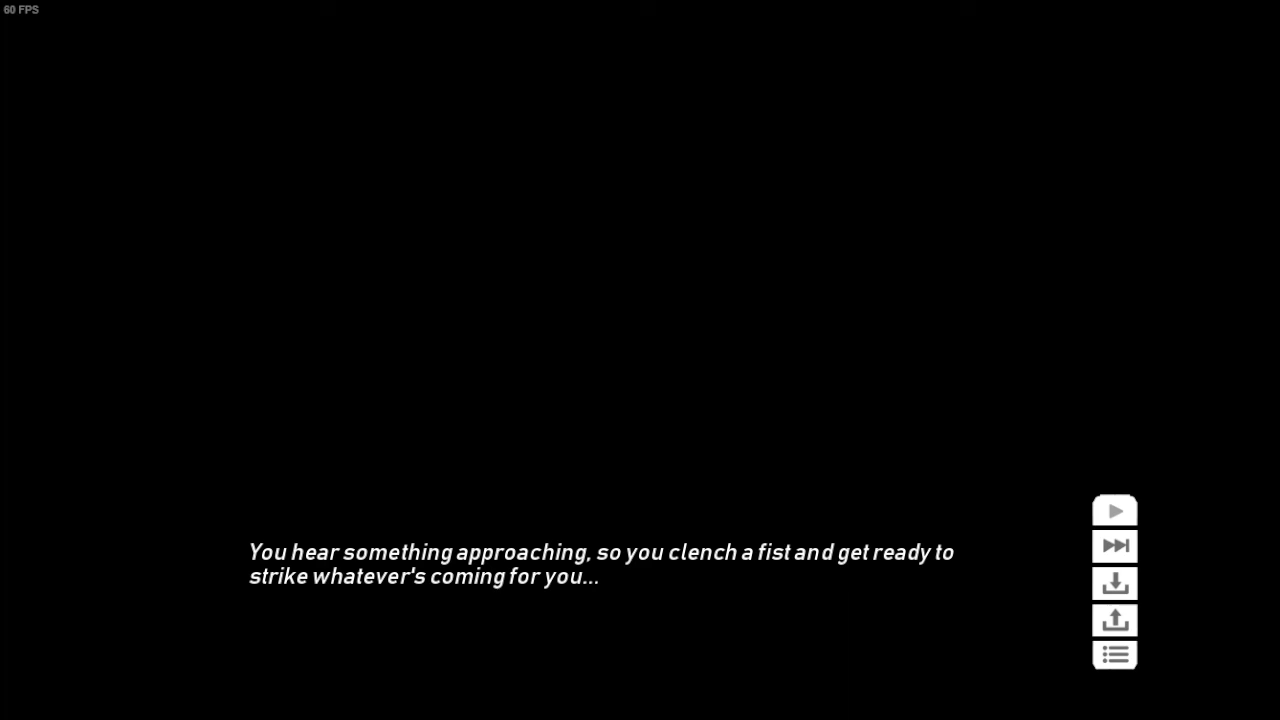 60 FPS
You hear something approaching, so you clench a fist and get ready to
strike whatever's coming for you...